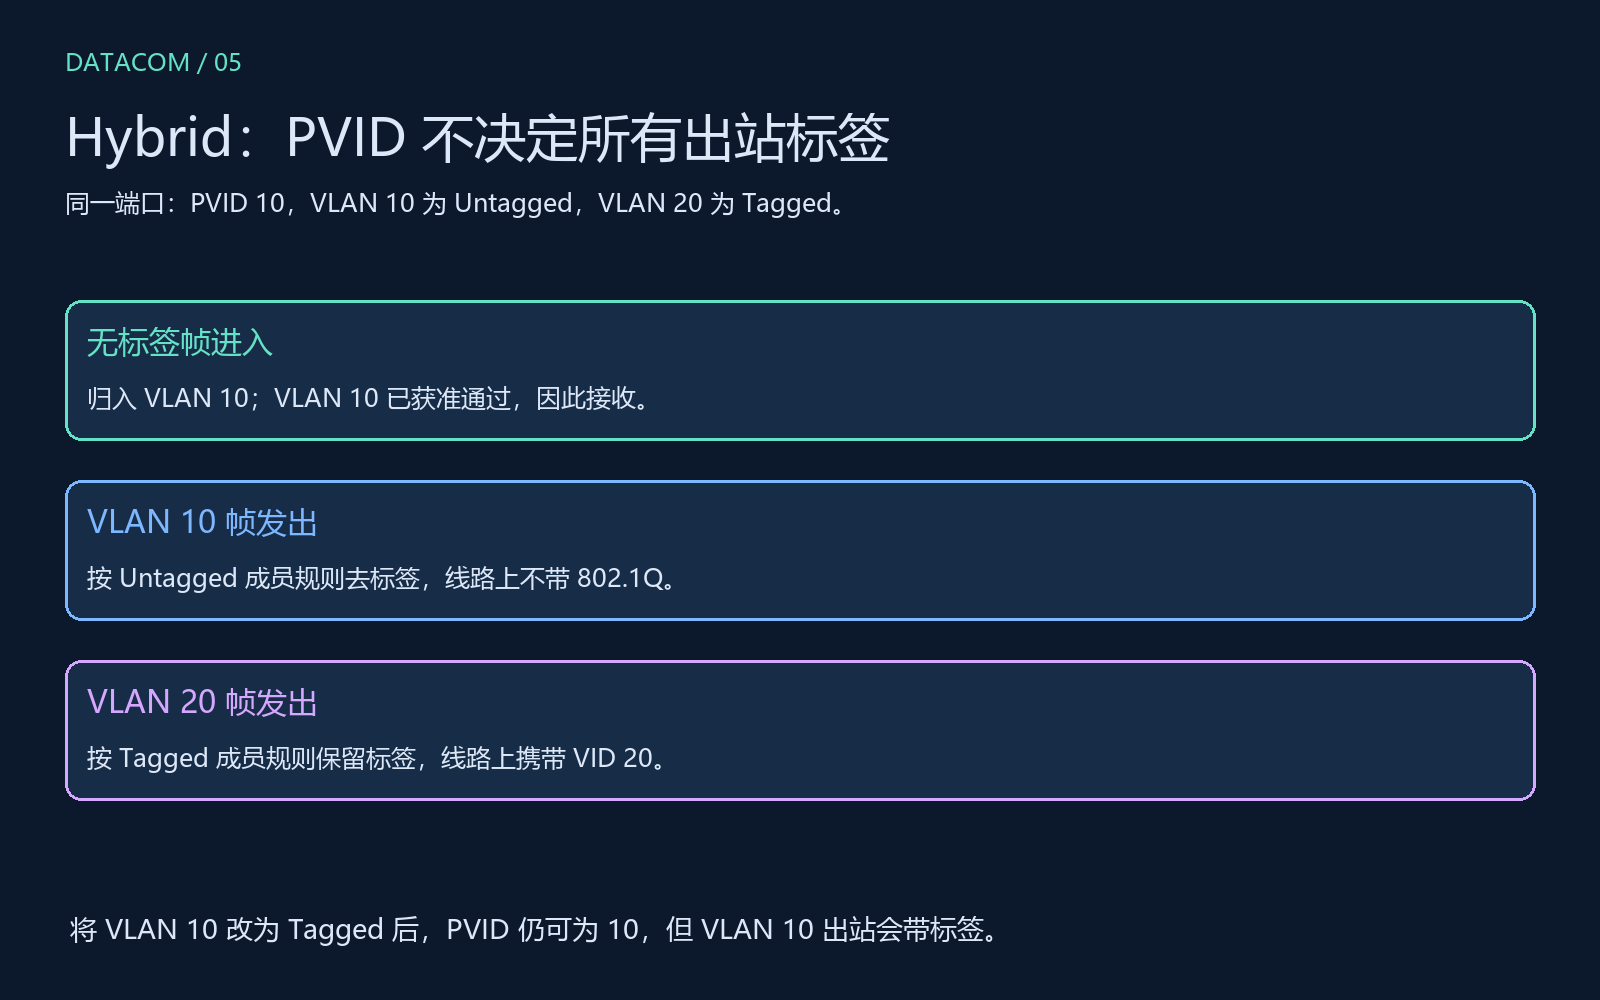 DATACOM / 05
Hybrid：PVID 不决定所有出站标签
同一端口：PVID 10，VLAN 10 为 Untagged，VLAN 20 为 Tagged。
无标签帧进入
归入 VLAN 10；VLAN 10 已获准通过，因此接收。
VLAN 10 帧发出
按 Untagged 成员规则去标签，线路上不带 802.1Q。
VLAN 20 帧发出
按 Tagged 成员规则保留标签，线路上携带 VID 20。
将 VLAN 10 改为 Tagged 后，PVID 仍可为 10，但 VLAN 10 出站会带标签。